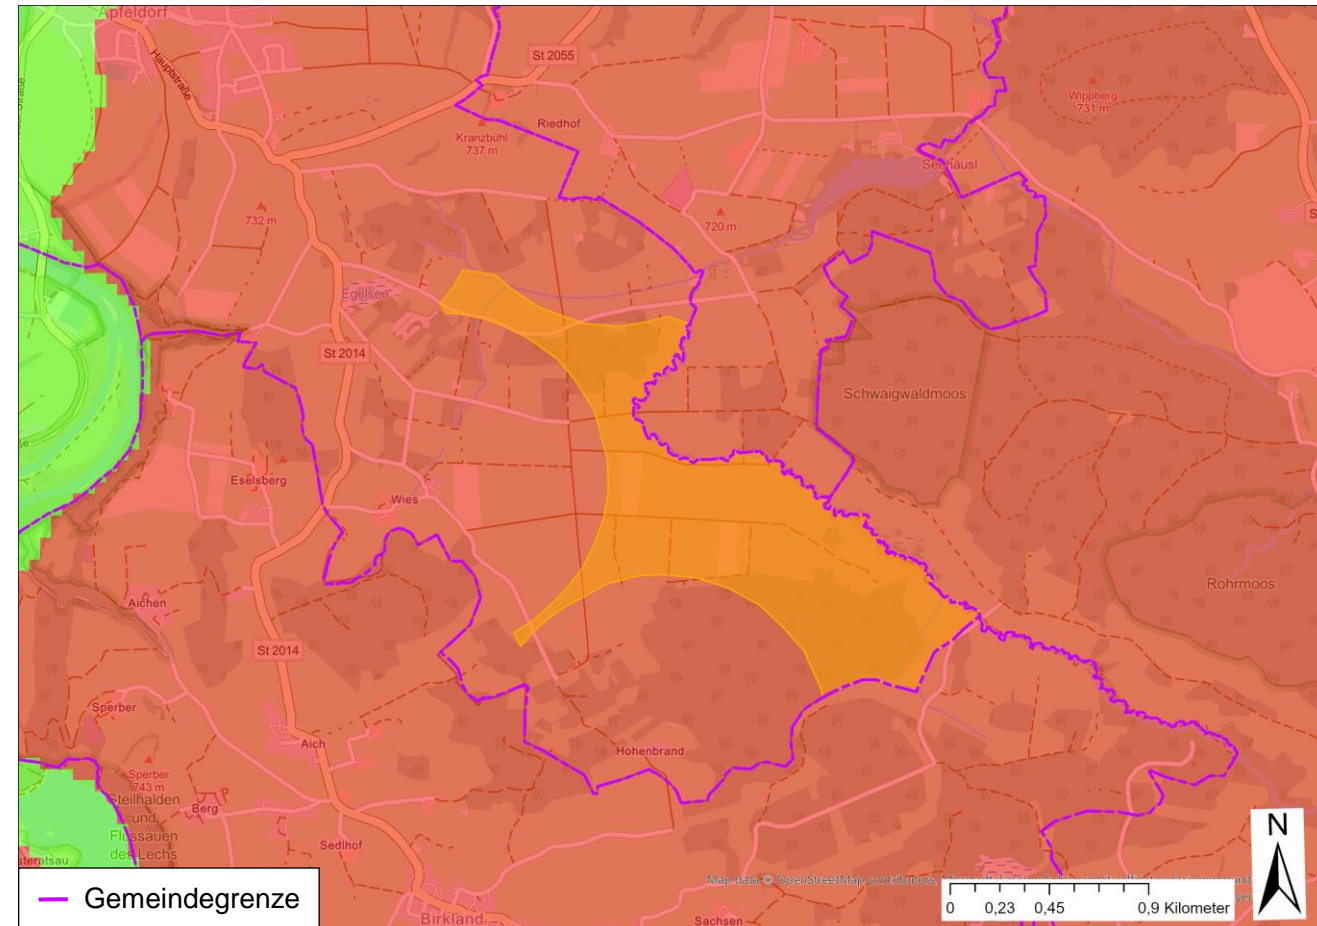 Apfeldorf
Hauptstraße
St 2055
Kranzbühl
737 m
Riedhof
Wippberg
731 m
Seehäusl
732 m
720 m
Egelsee
St 2014
Schwaigwaldmoos
Eselsberg
Wies
Rohrmoos
Aichen
St 2014
Sperber
Aich
Hohenbrand
Sperber
743 m
Steilhalden
und
Flussauen
des Lechs
Berg
Sedlhof
Birkland
Sachsen
Map data © OpenStreetMap contributors,
Gemeindegrenze
N
0 0,23 0,45 0,9 Kilometer